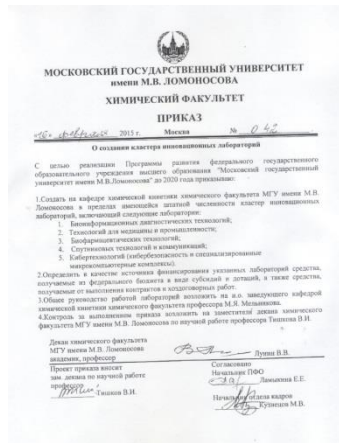 МОСКОВСКИЙ ГОСУДАРСТВЕННЫЙ УНИВЕРСИТЕТ
имени М.В. ЛОМОНОСОВА
ХИМИЧЕСКИЙ ФАКУЛЬТЕТ
ПРИКАЗ
«16» февраля 2015 г. Москва № 042
О создании кластера инновационных лабораторий
С целью реализации Программы развития федерального государственного
образовательного учреждения высшего образования "Московский государственный
университет имени М.В.Ломоносова" до 2020 года приказываю:
1.Создать на кафедре химической кинетики химического факультета МГУ имени М.В.
Ломоносова в пределах имеющейся штатной численности кластер инновационных
лабораторий, включающий следующие лаборатории:
1. Биоинформационных диагностических технологий;
2. Технологий для медицины и промышленности;
3. Биофармацевтических технологий;
4. Спутниковых технологий и коммуникаций;
5. Кибертехнологий (кибербезопасность и специализированные
микрокомпьютерные комплексы).
2.Определить в качестве источника финансирования указанных лабораторий средства,
получаемые из федерального бюджета в виде субсидий и дотаций, а также средства,
получаемые от выполнения контрактов и хоздоговорных работ.
3.Общее руководство работой лабораторий возложить на и.о. заведующего кафедрой
химической кинетики химического факультета профессора М.Я. Мельникова.
4.Контроль за выполнением приказа возложить на заместителя декана химического
факультета МГУ имени М.В. Ломоносова по научной работе профессора Тишкова В.И.
Декан химического факультета
МГУ имени М.В. Ломоносова
академик, профессор Лунин В.В.
Проект приказа вносит
зам. декана по научной работе
профессор
Тишков В.И.
Согласовано
Начальник ПФО
Ламыкина Е.Е.
Начальник отдела кадров
Кузнецов М.В.